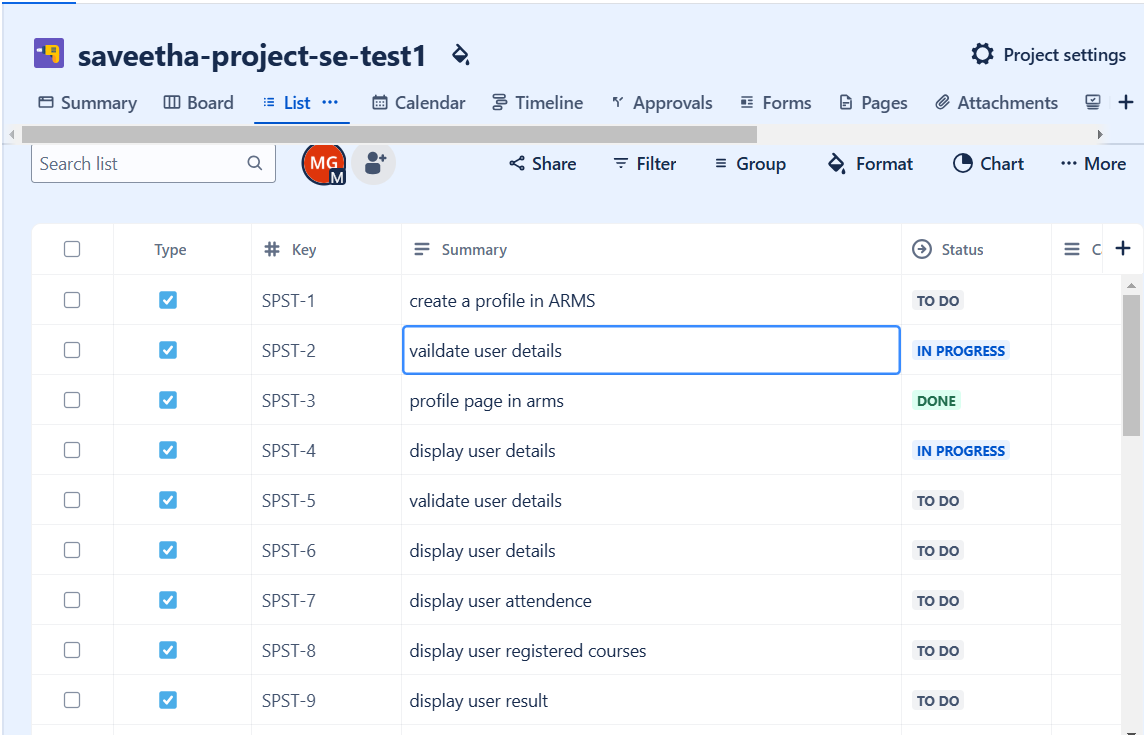 saveetha-project-se-test1 Project settings
Summary Board List Calendar Timeline Approvals Forms Pages Attachments
Search list MG M Share Filter Group Format Chart More
Type Key Summary Status C
SPST-1 create a profile in ARMS TO DO
SPST-2 vaildate user details IN PROGRESS
SPST-3 profile page in arms DONE
SPST-4 display user details IN PROGRESS
SPST-5 validate user details TO DO
SPST-6 display user details TO DO
SPST-7 display user attendence TO DO
SPST-8 display user registered courses TO DO
SPST-9 display user result TO DO